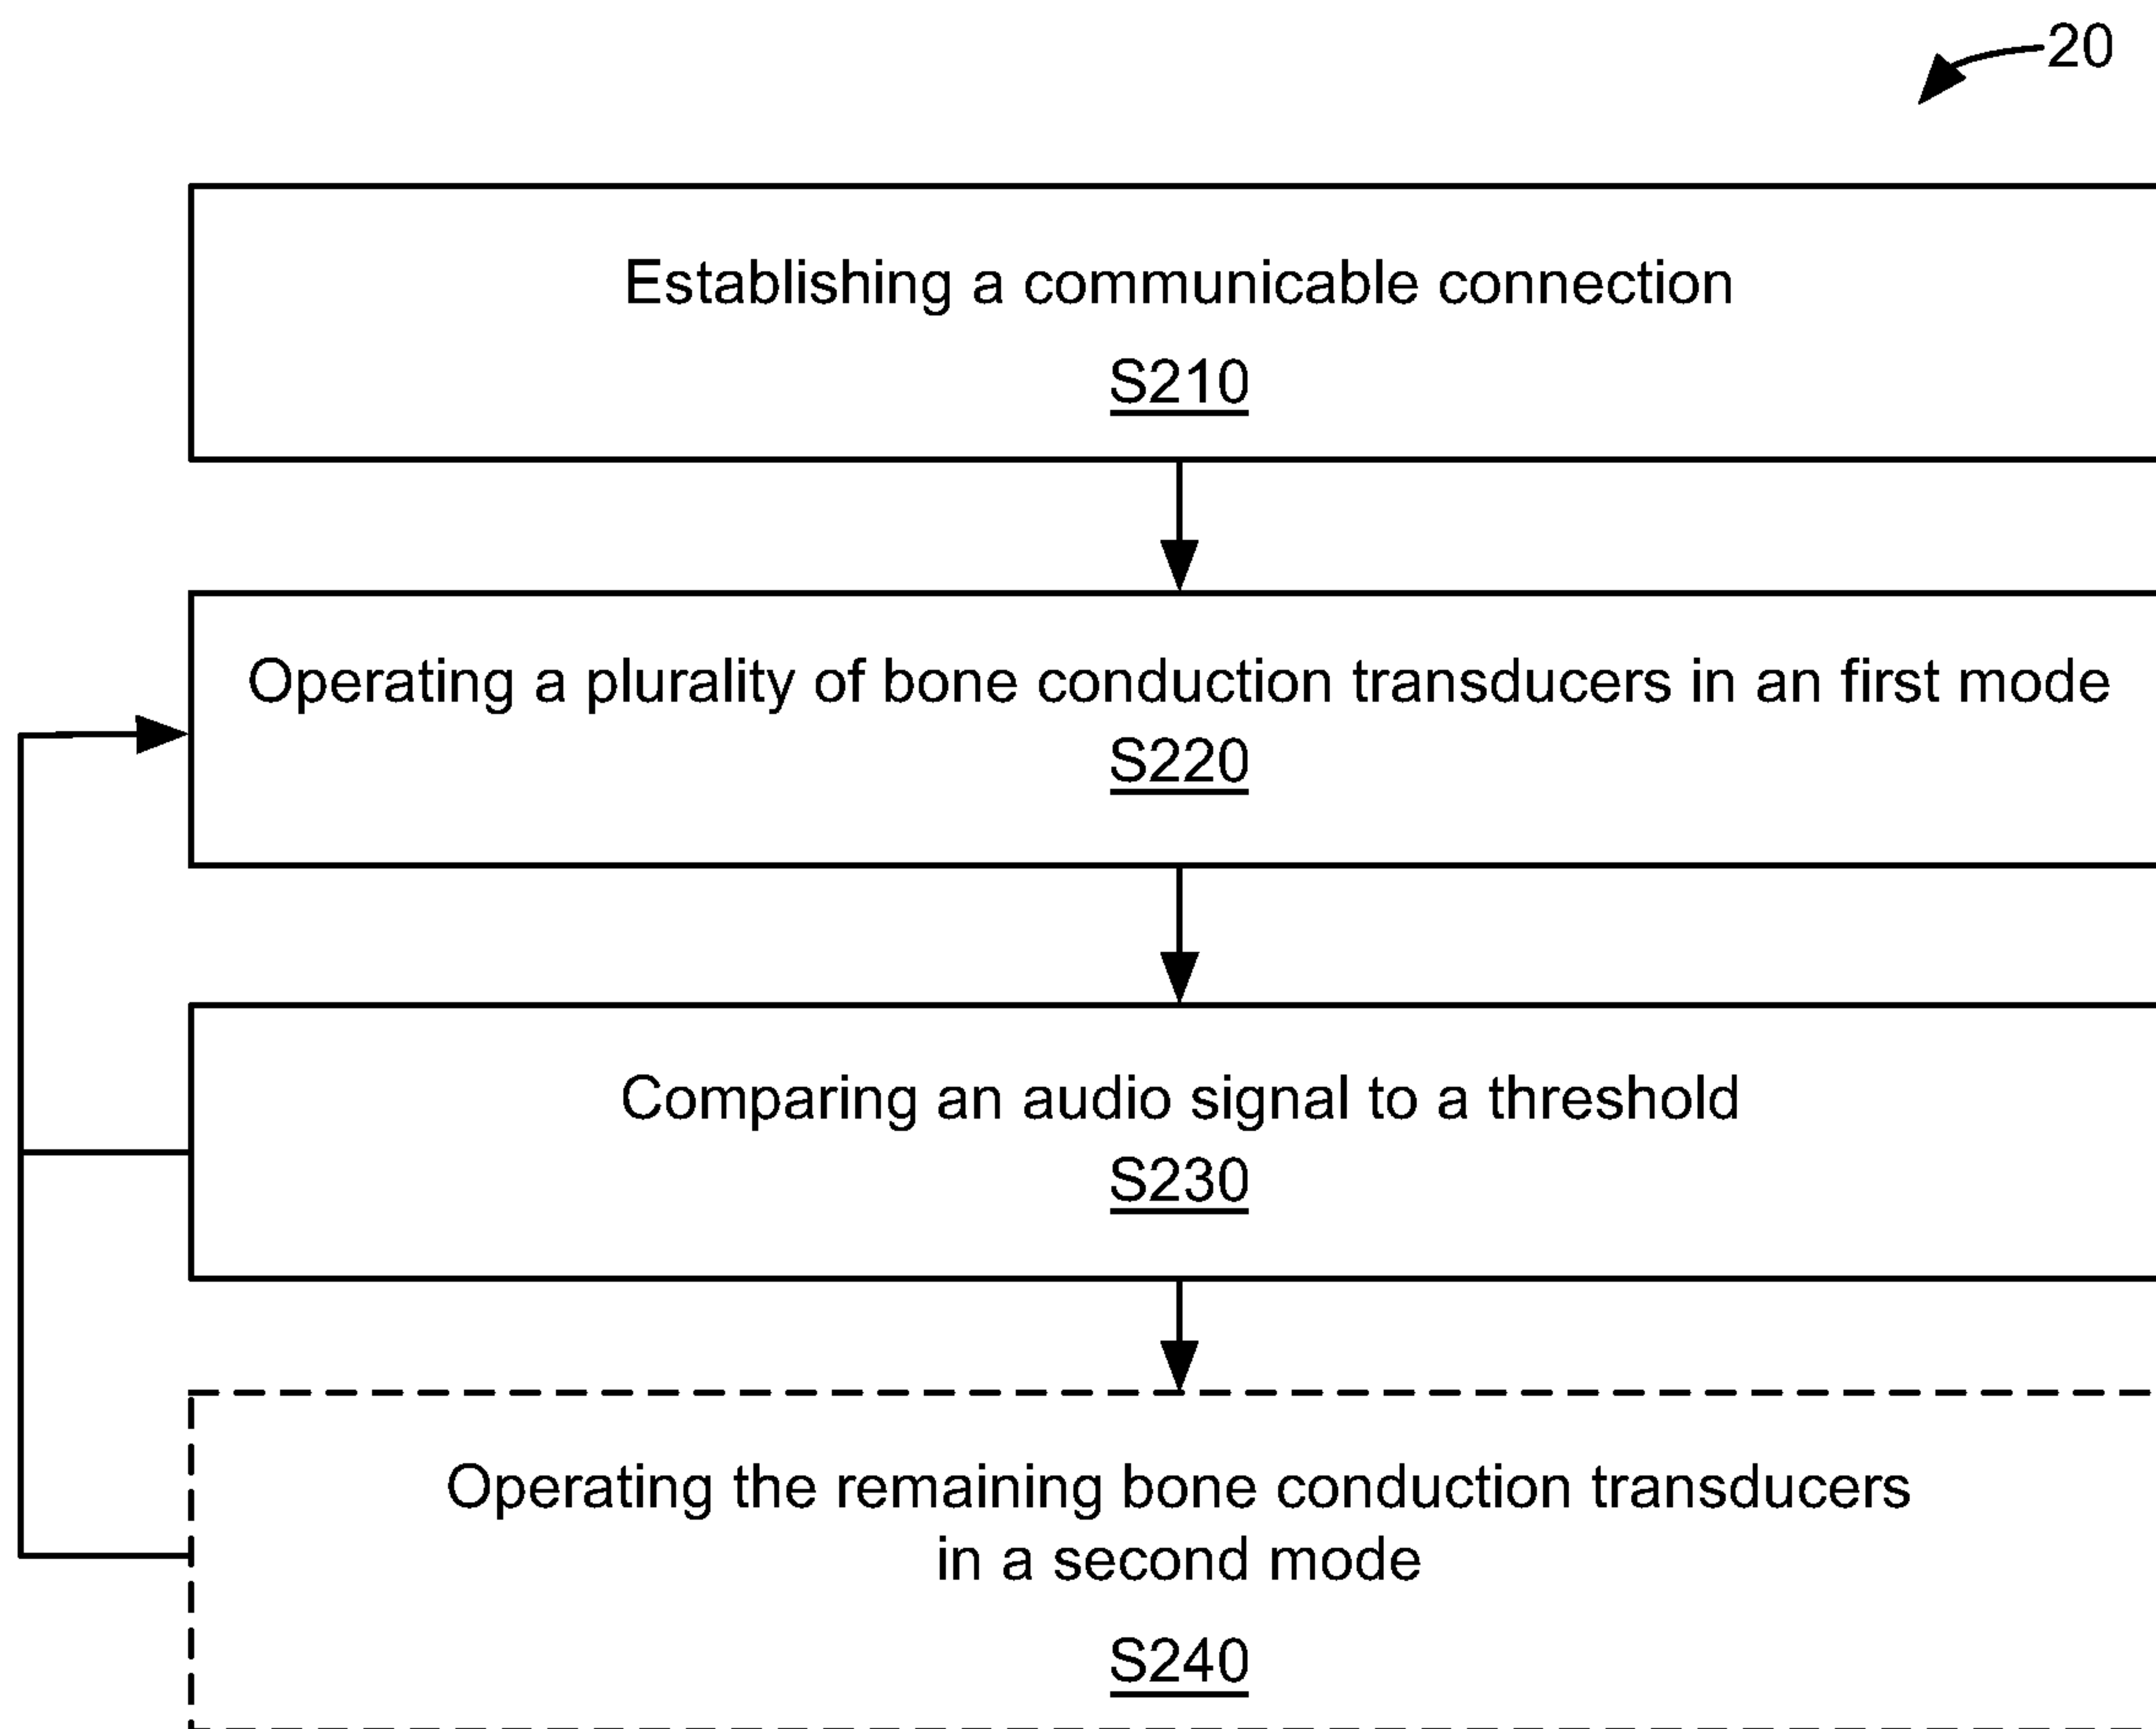 20
Establishing a communicable connection
S210
Operating a plurality of bone conduction transducers in an first mode
S220
Comparing an audio signal to a threshold
S230
Operating the remaining bone conduction transducers
in a second mode
S240